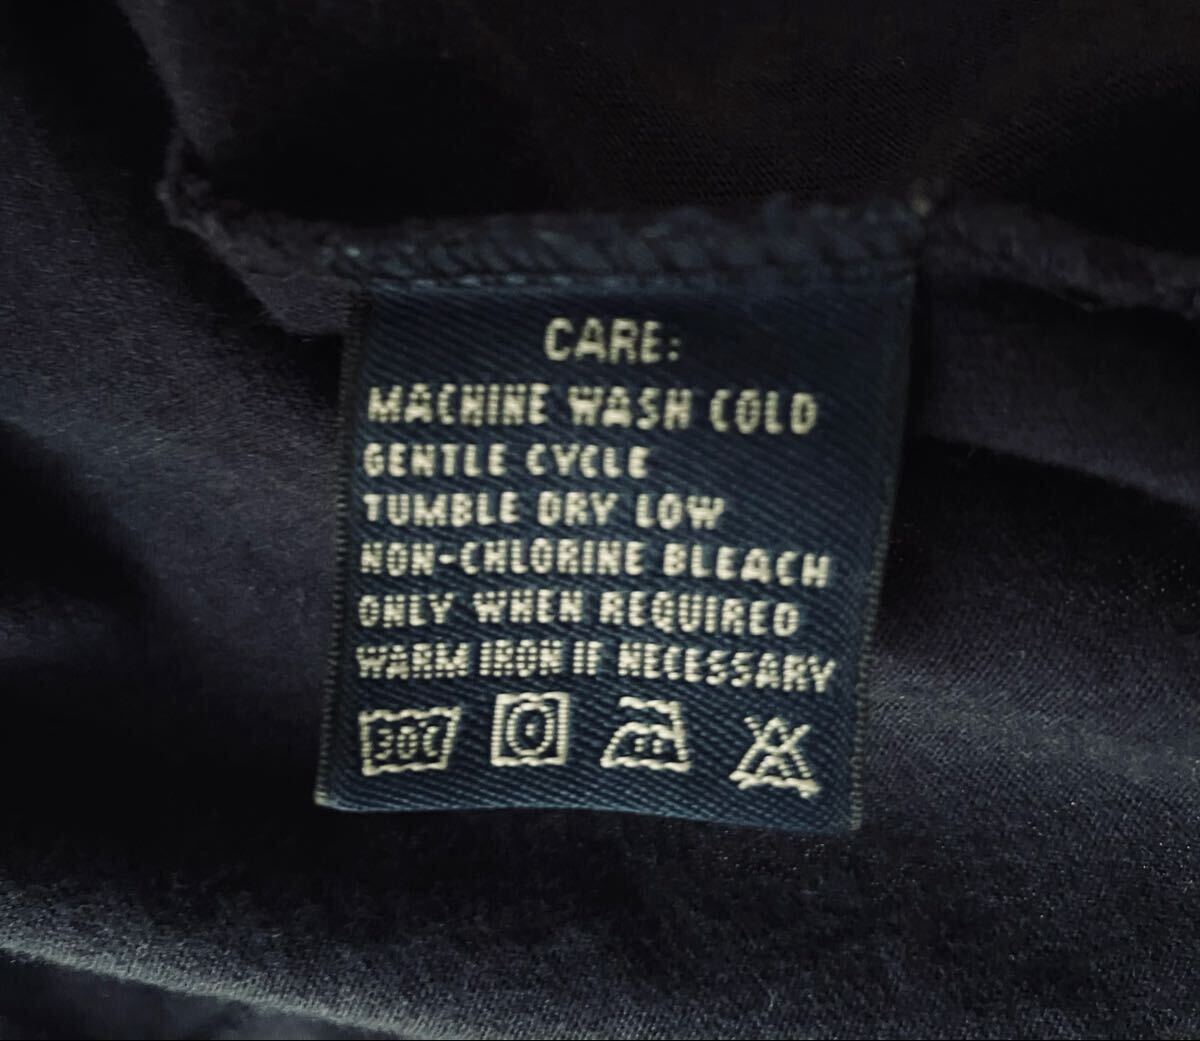 CARE:
MACHINE WASH COLD
GENTLE CYCLE
TUMBLE DRY LOW
NON-CHLORINE BLEACH
ONLY WHEN REQUIRED
WARM IRON IF NECESSARY
30C